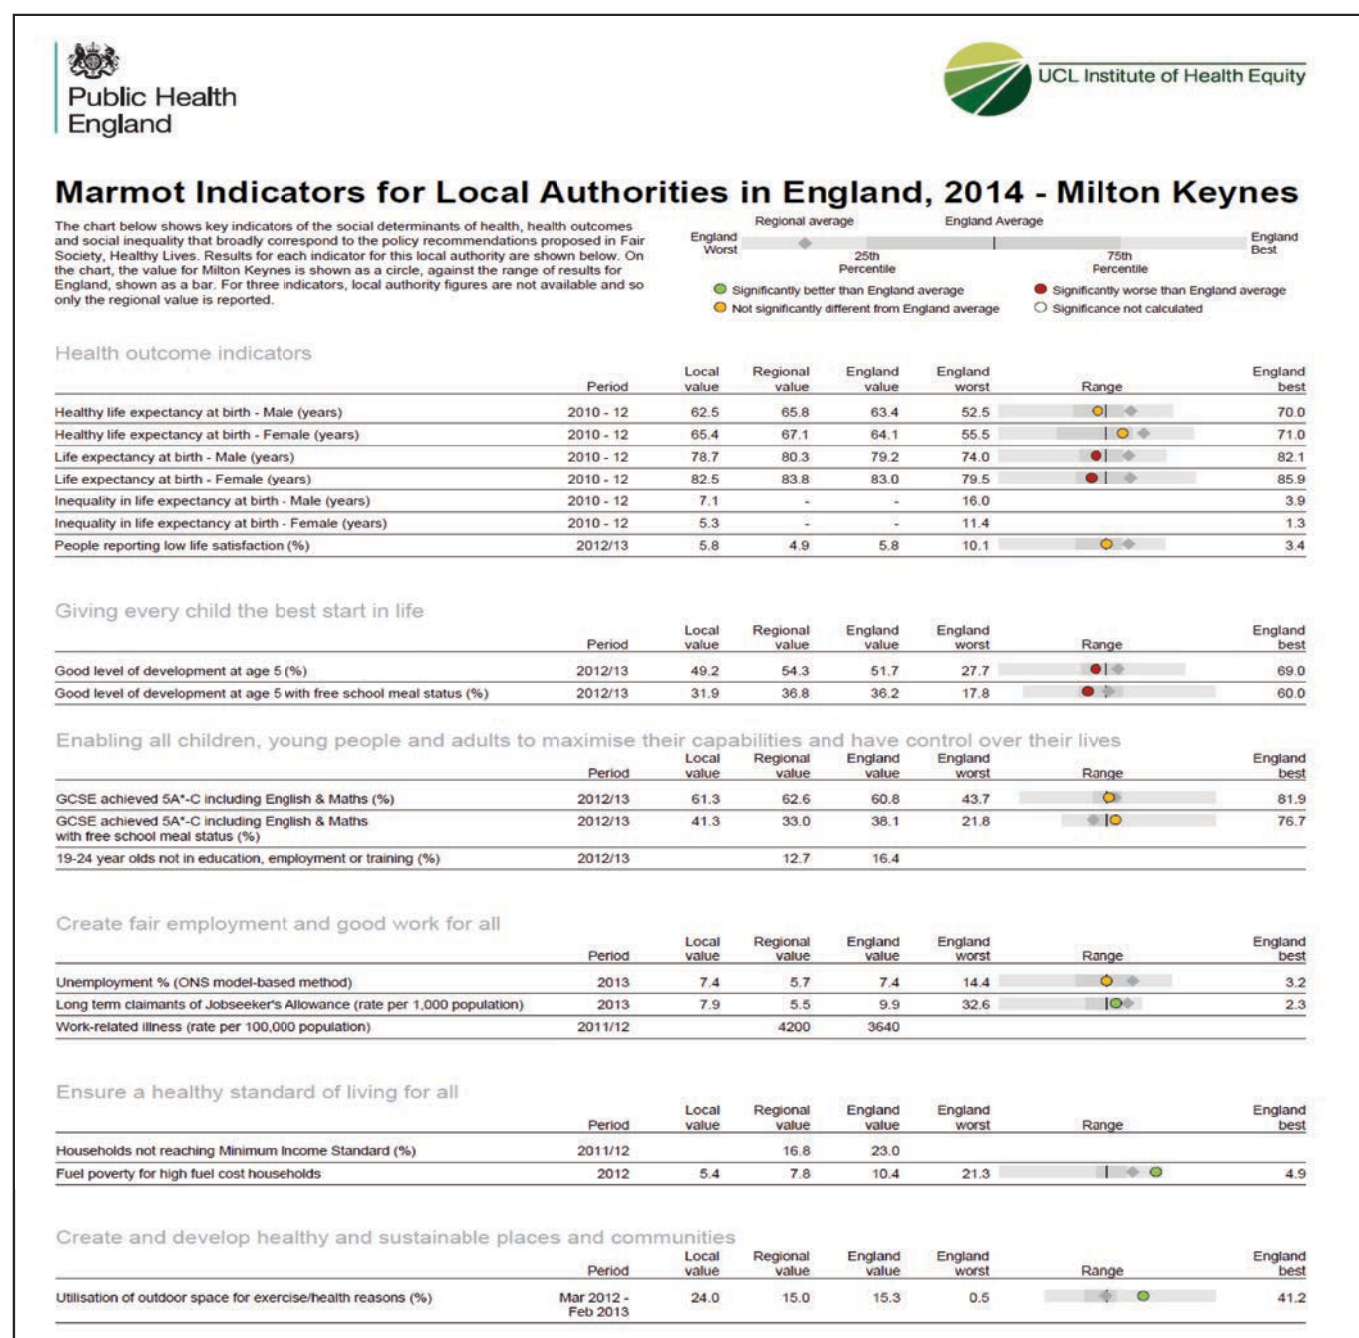 Public Health
England
UCL Institute of Health Equity
Marmot Indicators for Local Authorities in England, 2014 - Milton Keynes
The chart below shows key indicators of the social determinants of health, health outcomes
and social inequality that broadly correspond to the policy recommendations proposed in Fair
Society, Healthy Lives. Results for each indicator for this local authority are shown below. On
the chart, the value for Milton Keynes is shown as a circle, against the range of results for
England, shown as a bar. For three indicators, local authority figures are not available and so
only the regional value is reported.
Regional average England Average
England Worst England Best
25th Percentile 75th Percentile
Significantly better than England average Significantly worse than England average
Not significantly different from England average Significance not calculated
Health outcome indicators
Period Local value Regional value England value England worst Range England best
Healthy life expectancy at birth - Male (years) 2010 - 12 62.5 65.8 63.4 52.5 70.0
Healthy life expectancy at birth - Female (years) 2010 - 12 65.4 67.1 64.1 55.5 71.0
Life expectancy at birth - Male (years) 2010 - 12 78.7 80.3 79.2 74.0 82.1
Life expectancy at birth - Female (years) 2010 - 12 82.5 83.8 83.0 79.5 85.9
Inequality in life expectancy at birth - Male (years) 2010 - 12 7.1 - - 16.0 3.9
Inequality in life expectancy at birth - Female (years) 2010 - 12 5.3 - - 11.4 1.3
People reporting low life satisfaction (%) 2012/13 5.8 4.9 5.8 10.1 3.4
Giving every child the best start in life
Period Local value Regional value England value England worst Range England best
Good level of development at age 5 (%) 2012/13 49.2 54.3 51.7 27.7 69.0
Good level of development at age 5 with free school meal status (%) 2012/13 31.9 36.8 36.2 17.8 60.0
Enabling all children, young people and adults to maximise their capabilities and have control over their lives
Period Local value Regional value England value England worst Range England best
GCSE achieved 5A*-C including English & Maths (%) 2012/13 61.3 62.6 60.8 43.7 81.9
GCSE achieved 5A*-C including English & Maths 2012/13 41.3 33.0 38.1 21.8 76.7
with free school meal status (%)
19-24 year olds not in education, employment or training (%) 2012/13 12.7 16.4
Create fair employment and good work for all
Period Local value Regional value England value England worst Range England best
Unemployment % (ONS model-based method) 2013 7.4 5.7 7.4 14.4 3.2
Long term claimants of Jobseeker's Allowance (rate per 1,000 population) 2013 7.9 5.5 9.9 32.6 2.3
Work-related illness (rate per 100,000 population) 2011/12 4200 3640
Ensure a healthy standard of living for all
Period Local value Regional value England value England worst Range England best
Households not reaching Minimum Income Standard (%) 2011/12 16.8 23.0
Fuel poverty for high fuel cost households 2012 5.4 7.8 10.4 21.3 4.9
Create and develop healthy and sustainable places and communities
Period Local value Regional value England value England worst Range England best
Utilisation of outdoor space for exercise/health reasons (%) Mar 2012 - 24.0 15.0 15.3 0.5 41.2
Feb 2013